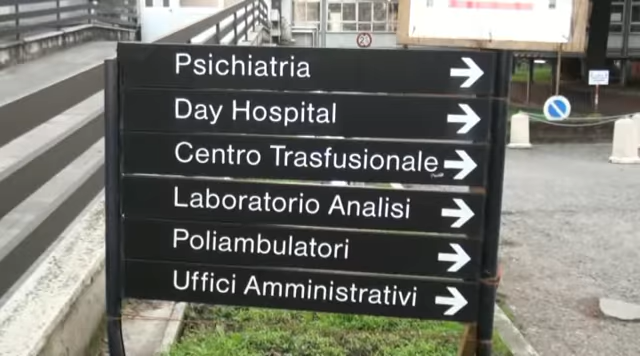 Psichiatria
Day Hospital
Centro Trasfusionale
Laboratorio Analisi
Poliambulatori
Uffici Amministrativi